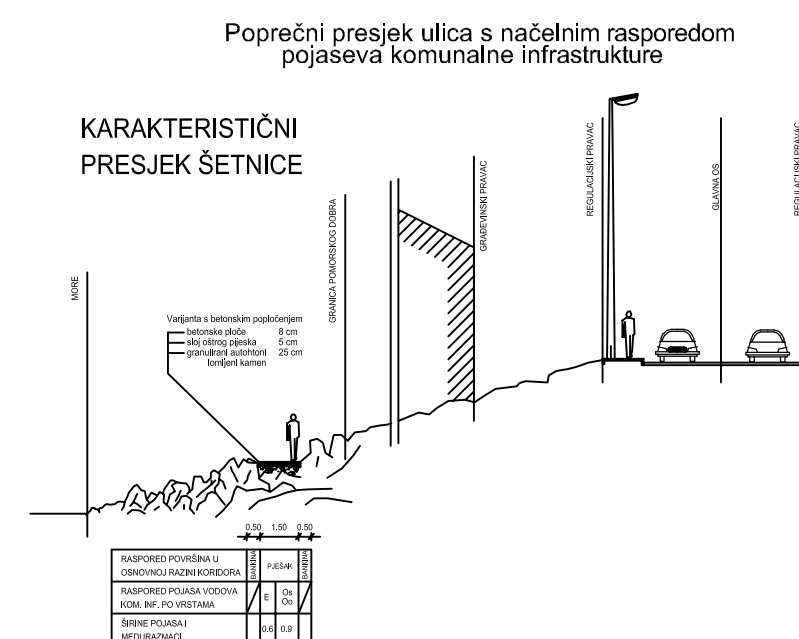 Poprečni presjek ulica s načelnim rasporedom
pojaseva komunalne infrastrukture
KARAKTERISTIČNI
PRESJEK ŠETNICE
MORE
GRANICA POMORSKOG DOBRA
GRAĐEVINSKI PRAVAC
REGULACIJSKI PRAVAC
GLAVNA OS
REGULACIJSKI PRAVAC
Varijanta s betonskim popločenjem
betonske ploče 8 cm
sloj oštrog pijeska 5 cm
granulirani autohtoni 25 cm
lomljeni kamen
0.50 1.50 0.50
RASPORED POVRŠINA U
OSNOVNOJ RAZINI KORIDORA
BANKINA
PJEŠAK
BANKINA
RASPORED POJASA VODOVA
KOM. INF. PO VRSTAMA
E
Os
Oo
ŠIRINE POJASA I
MEĐURAZMACI
0.6 0.9